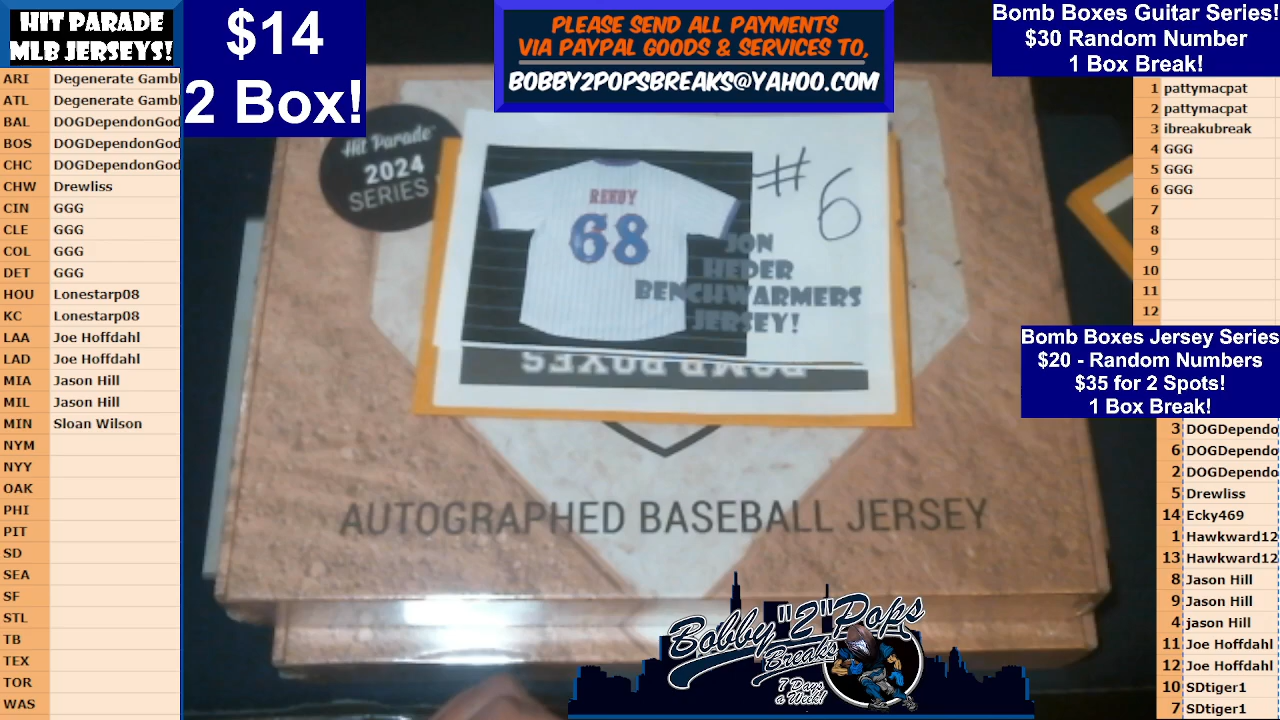 HIT PARADE
MLB JERSEYS!
ARI Degenerate Gambl
ATL Degenerate Gambl
BAL DOGDependonGod
BOS DOGDependonGod
CHC DOGDependonGod
CHW Drewliss
CIN GGG
CLE GGG
COL GGG
DET GGG
HOU Lonestarp08
KC Lonestarp08
LAA Joe Hoffdahl
LAD Joe Hoffdahl
MIA Jason Hill
MIL Jason Hill
MIN Sloan Wilson
NYM
NYY
OAK
PHI
PIT
SD
SEA
SF
STL
TB
TEX
TOR
WAS
$14
2 Box!
PLEASE SEND ALL PAYMENTS
VIA PAYPAL GOODS & SERVICES TO,
BOBBY2POPSBREAKS@YAHOO.COM
Hit Parade
2024
SERIES
#6
68
JON
HEDER
BENCHWARMERS
JERSEY!
BOMB BOXES
AUTOGRAPHED BASEBALL JERSEY
Bobby "2" Pops
Breaks
7 Days
a Week!
Bomb Boxes Guitar Series!
$30 Random Number
1 Box Break!
1 pattymacpat
2 pattymacpat
3 ibreakubreak
4 GGG
5 GGG
6 GGG
7
8
9
10
11
12
Bomb Boxes Jersey Series
$20 - Random Numbers
$35 for 2 Spots!
1 Box Break!
3 DOGDependo
6 DOGDependo
2 DOGDependo
5 Drewliss
14 Ecky469
1 Hawkward12
13 Hawkward12
8 Jason Hill
9 Jason Hill
4 jason Hill
11 Joe Hoffdahl
12 Joe Hoffdahl
10 SDtiger1
7 SDtiger1